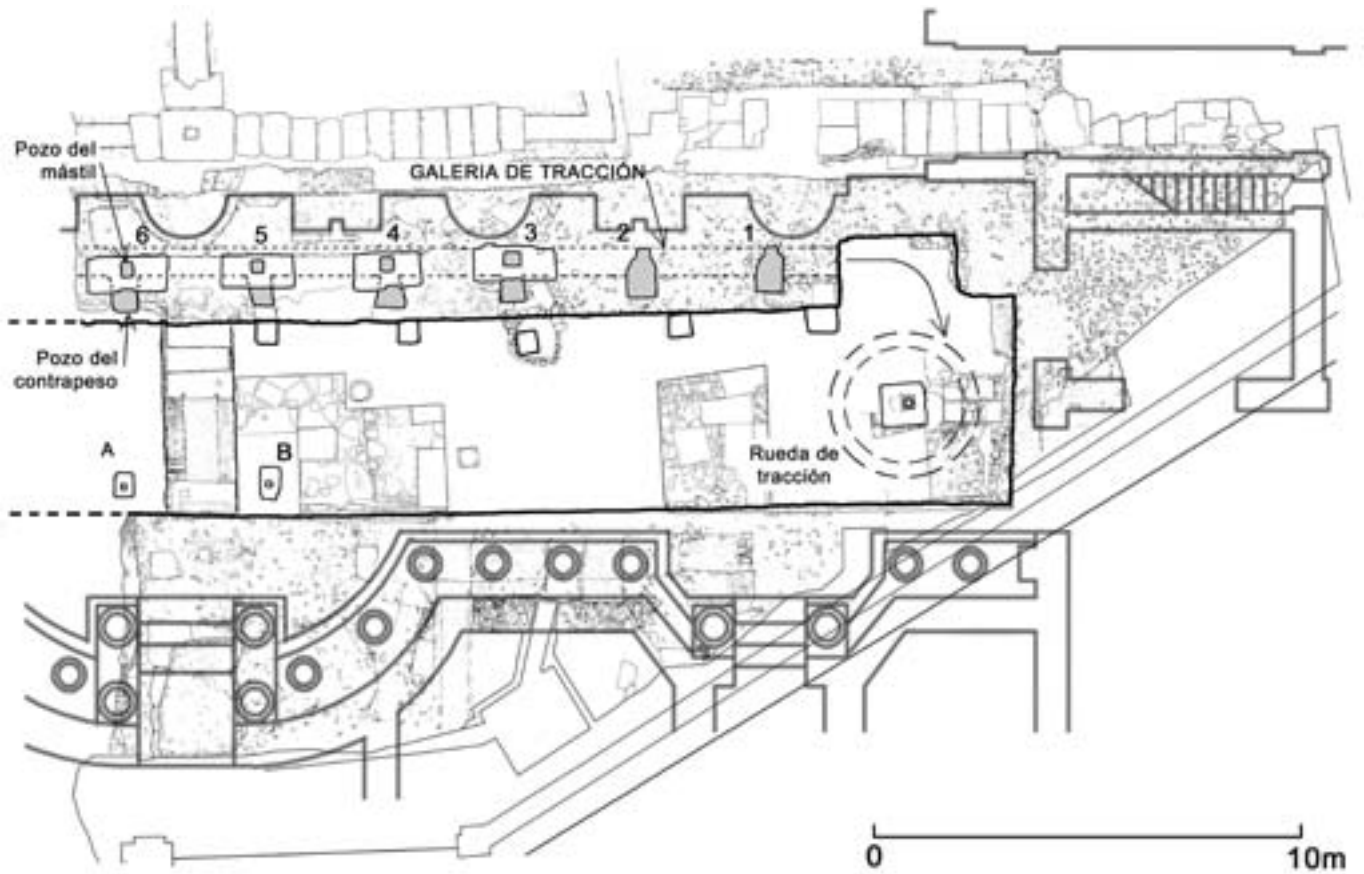 Pozo del
mástil
GALERIA DE TRACCIÓN
6 5 4 3 2 1
Pozo del
contrapeso
A
B
Rueda de
tracción
0 10m